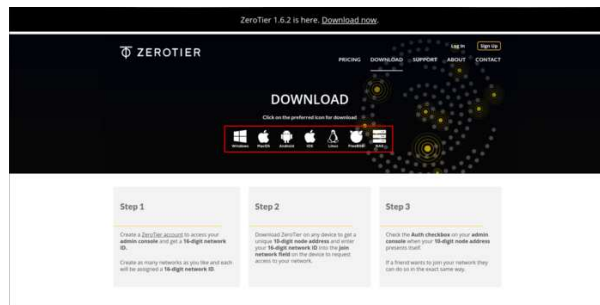 ZeroTier 1.6.2 is here. Download now.
ZEROTIER
Log In Sign Up
PRICING DOWNLOAD SUPPORT ABOUT CONTACT
DOWNLOAD
Click on the preferred icon for download
Windows MacOS Android iOS Linux FreeBSD NAS
Step 1
Create a ZeroTier account to access your
admin console and get a 16-digit network
ID.
Create as many networks as you like and each
will be assigned a 16-digit network ID.
Step 2
Download ZeroTier on any device to get a
unique 10-digit node address and enter
your 16-digit network ID into the join
network field on the device to request
access to your network.
Step 3
Check the Auth checkbox on your admin
console when your 10-digit node address
presents itself.
If a friend wants to join your network they
can do so in the exact same way.